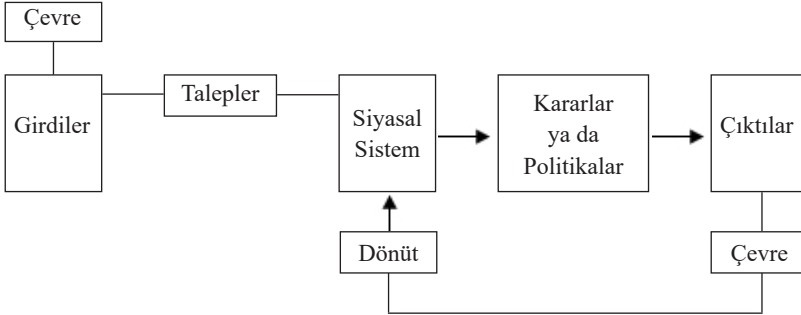 Çevre
Girdiler
Talepler
Siyasal
Sistem
Kararlar
ya da
Politikalar
Çıktılar
Dönüt
Çevre